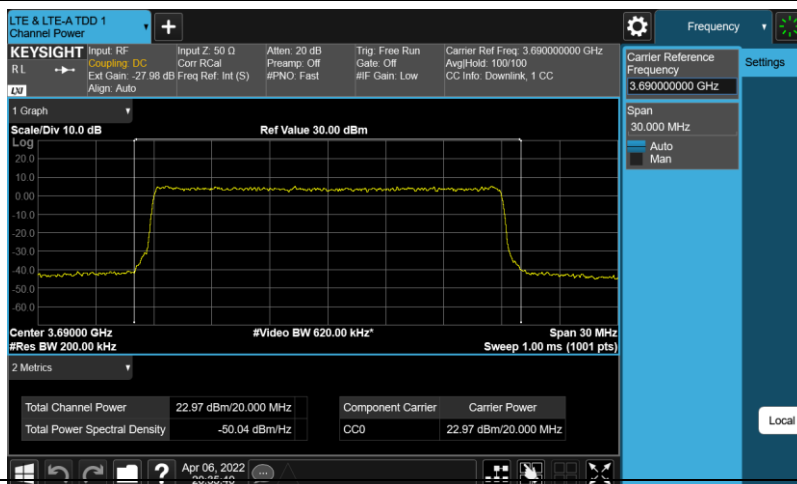 LTE & LTE-A TDD 1
Channel Power
Frequency
KEYSIGHT
RL
LXI
Input: RF
Coupling: DC
Ext Gain: -27.98 dB
Align: Auto
Input Z: 50 Ω
Corr RCal
Freq Ref: Int (S)
Atten: 20 dB
Preamp: Off
#PNO: Fast
Trig: Free Run
Gate: Off
#IF Gain: Low
Carrier Ref Freq: 3.690000000 GHz
Avg|Hold: 100/100
CC Info: Downlink, 1 CC
Carrier Reference
Frequency
3.690000000 GHz
Span
30.000 MHz
Auto
Man
Settings
1 Graph
Scale/Div 10.0 dB
Ref Value 30.00 dBm
Log
20.0
10.0
0.00
-10.0
-20.0
-30.0
-40.0
-50.0
-60.0
Center 3.69000 GHz
#Video BW 620.00 kHz*
Span 30 MHz
#Res BW 200.00 kHz
Sweep 1.00 ms (1001 pts)
2 Metrics
Total Channel Power 22.97 dBm/20.000 MHz
Total Power Spectral Density -50.04 dBm/Hz
Component Carrier Carrier Power
CC0 22.97 dBm/20.000 MHz
Local
?
Apr 06, 2022